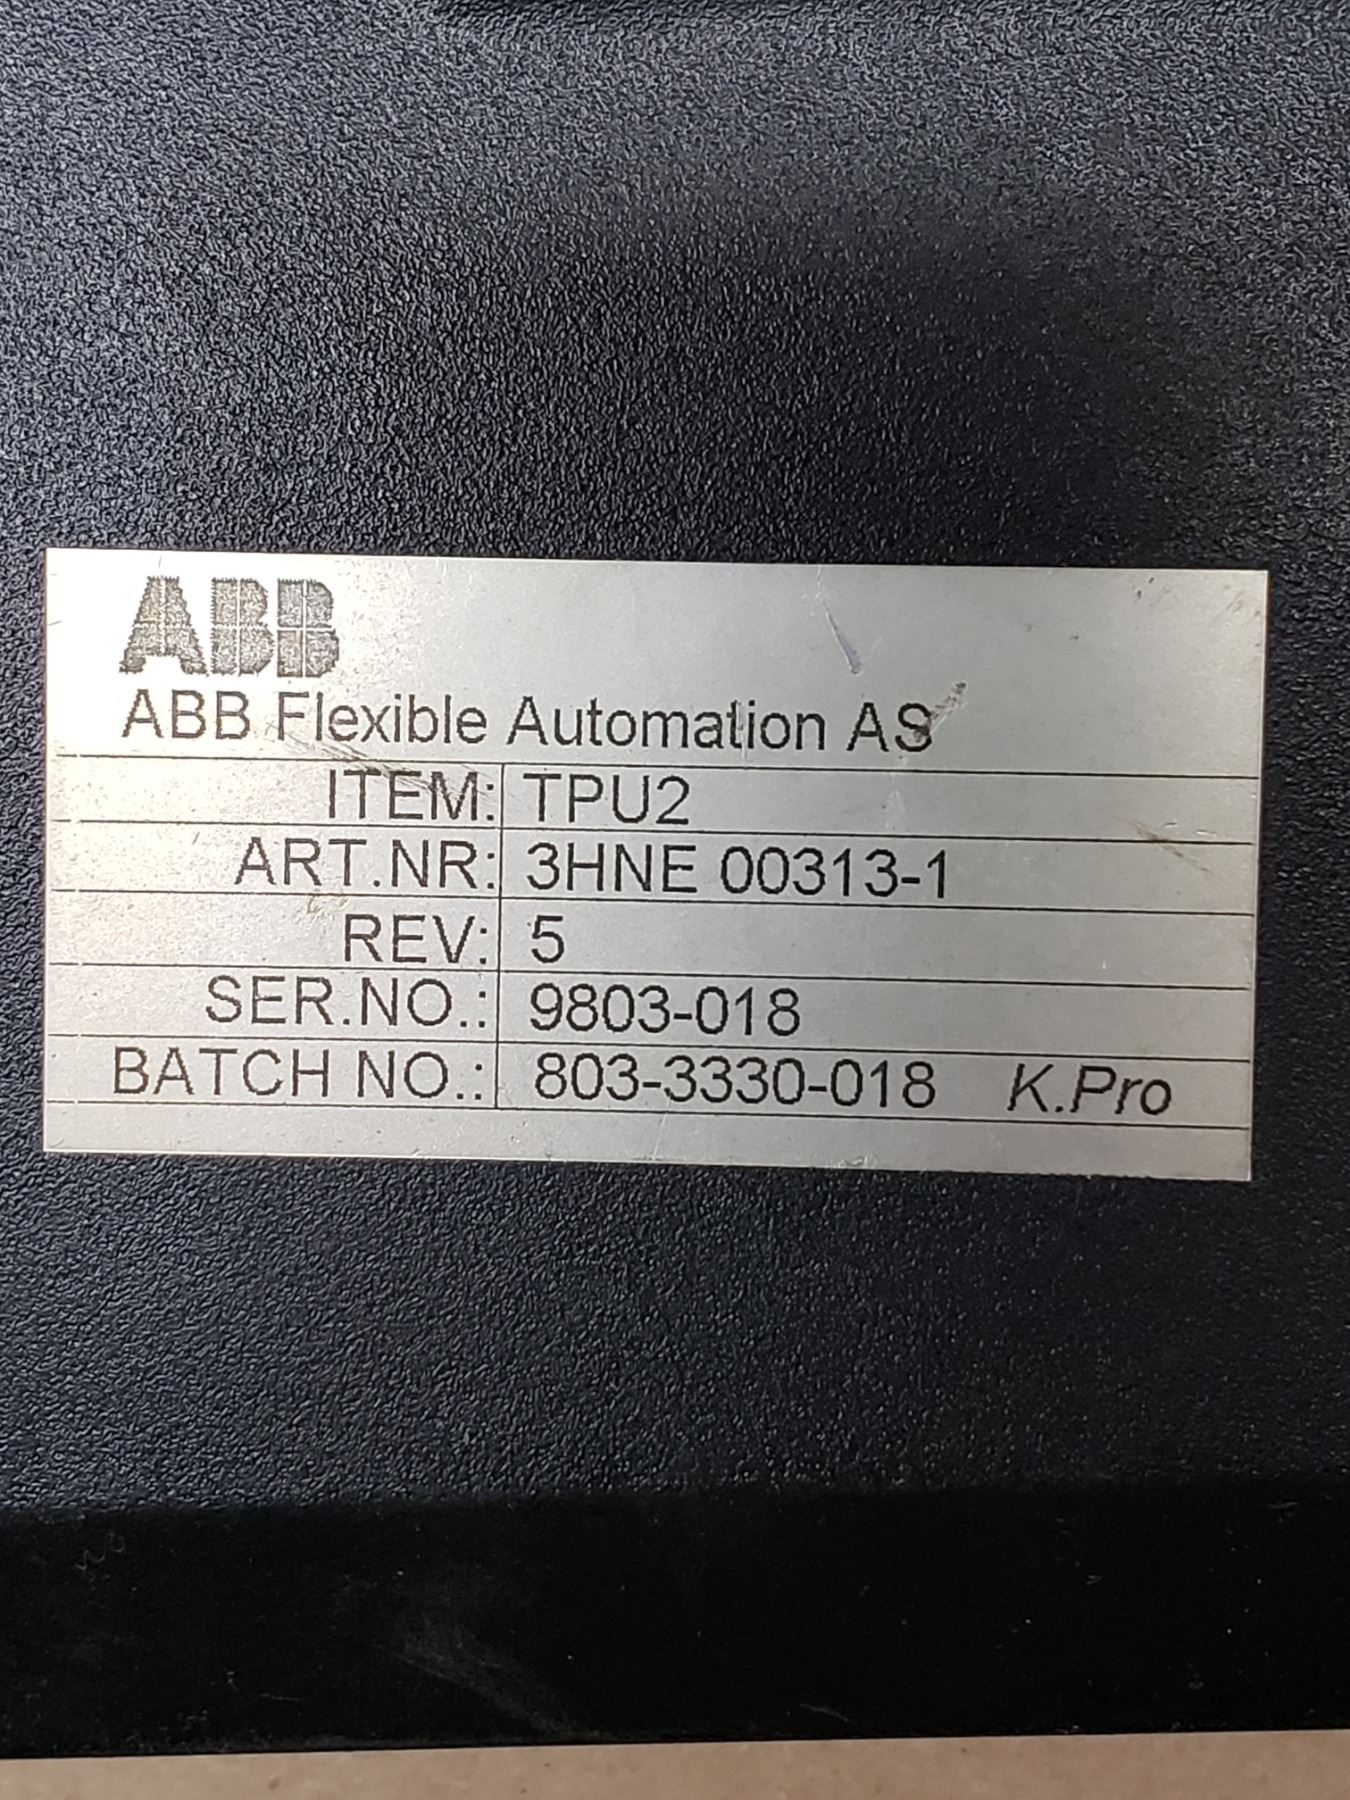 ABB
ABB Flexible Automation AS
ITEM: TPU2
ART.NR: 3HNE 00313-1
REV: 5
SER.NO.: 9803-018
BATCH NO.: 803-3330-018 K.Pro